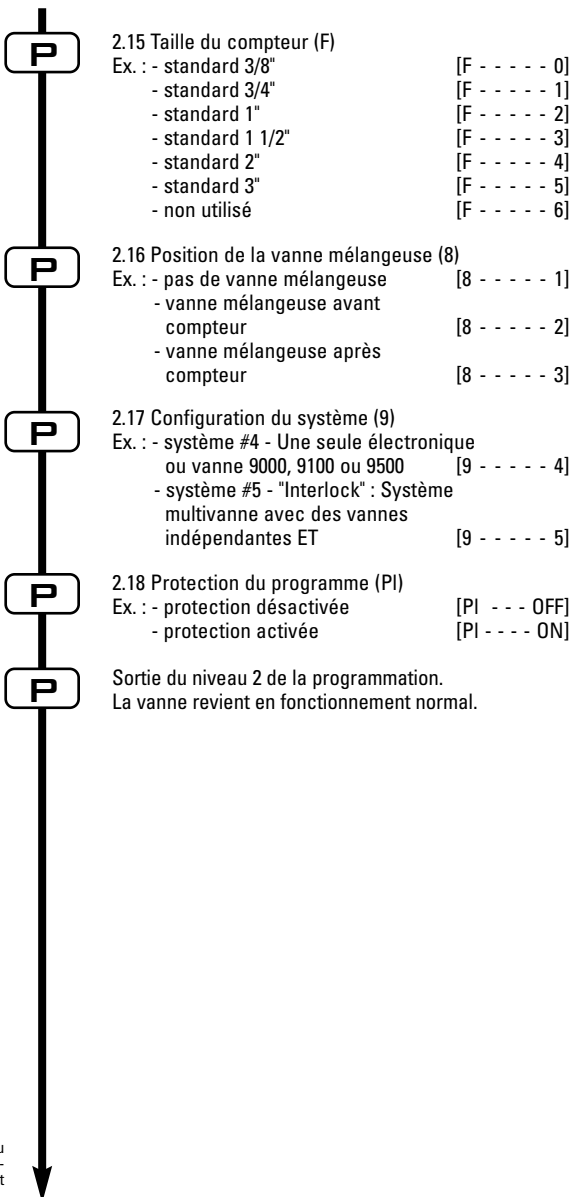 P
2.15 Taille du compteur (F)
Ex. : - standard 3/8" [F - - - - - 0]
- standard 3/4" [F - - - - - 1]
- standard 1" [F - - - - - 2]
- standard 1 1/2" [F - - - - - 3]
- standard 2" [F - - - - - 4]
- standard 3" [F - - - - - 5]
- non utilisé [F - - - - - 6]
P
2.16 Position de la vanne mélangeuse (8)
Ex. : - pas de vanne mélangeuse [8 - - - - - 1]
- vanne mélangeuse avant
compteur [8 - - - - - 2]
- vanne mélangeuse après
compteur [8 - - - - - 3]
P
2.17 Configuration du système (9)
Ex. : - système #4 - Une seule électronique
ou vanne 9000, 9100 ou 9500 [9 - - - - - 4]
- système #5 - "Interlock" : Système
multivanne avec des vannes
indépendantes ET [9 - - - - - 5]
P
2.18 Protection du programme (PI)
Ex. : - protection désactivée [PI - - - OFF]
- protection activée [PI - - - - ON]
P
Sortie du niveau 2 de la programmation.
La vanne revient en fonctionnement normal.
u
-
t